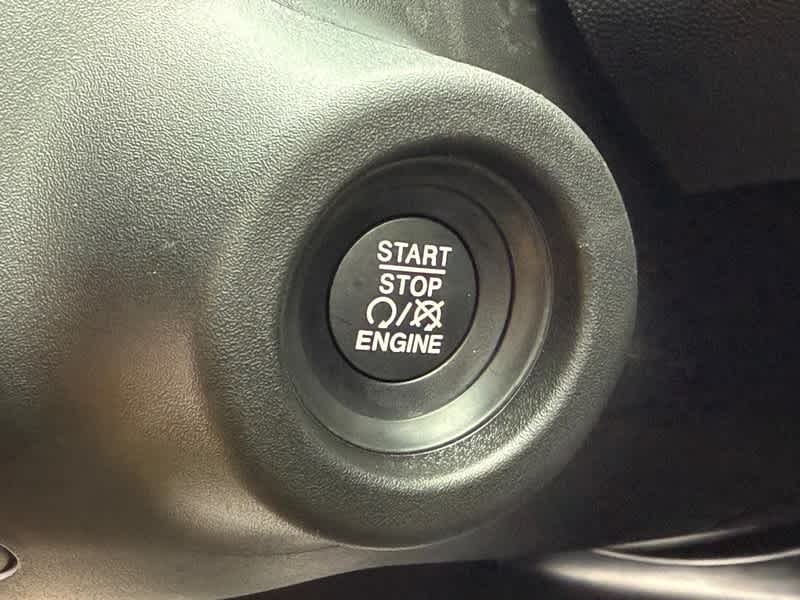 START
STOP
/
ENGINE